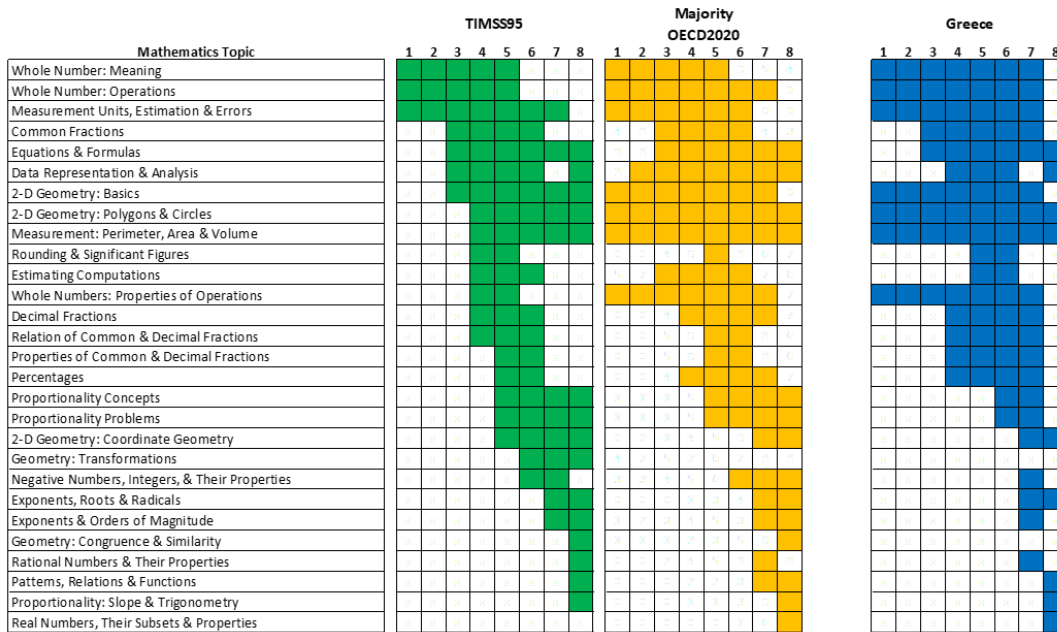 TIMSS95
Majority
OECD2020
Greece
Mathematics Topic
1 2 3 4 5 6 7 8
1 2 3 4 5 6 7 8
1 2 3 4 5 6 7 8
Whole Number: Meaning
Whole Number: Operations
Measurement Units, Estimation & Errors
Common Fractions
Equations & Formulas
Data Representation & Analysis
2-D Geometry: Basics
2-D Geometry: Polygons & Circles
Measurement: Perimeter, Area & Volume
Rounding & Significant Figures
Estimating Computations
Whole Numbers: Properties of Operations
Decimal Fractions
Relation of Common & Decimal Fractions
Properties of Common & Decimal Fractions
Percentages
Proportionality Concepts
Proportionality Problems
2-D Geometry: Coordinate Geometry
Geometry: Transformations
Negative Numbers, Integers, & Their Properties
Exponents, Roots & Radicals
Exponents & Orders of Magnitude
Geometry: Congruence & Similarity
Rational Numbers & Their Properties
Patterns, Relations & Functions
Proportionality: Slope & Trigonometry
Real Numbers, Their Subsets & Properties